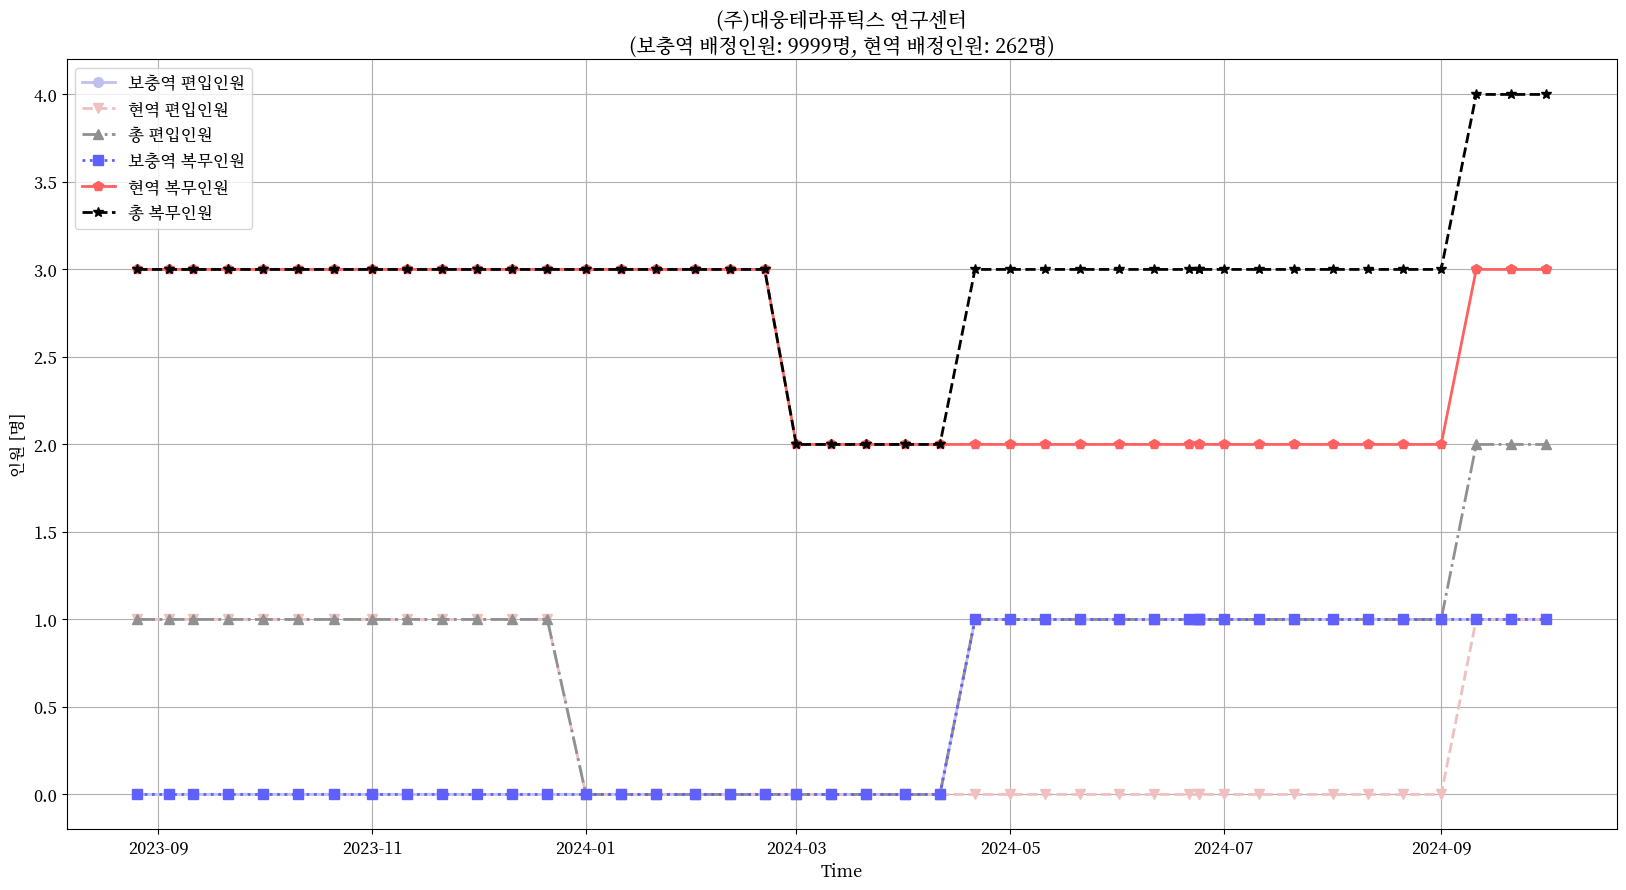 (주)대웅테라퓨틱스 연구센터
(보충역 배정인원: 9999명, 현역 배정인원: 262명)
보충역 편입인원
현역 편입인원
총 편입인원
보충역 복무인원
현역 복무인원
총 복무인원
4.0
3.5
3.0
2.5
2.0
1.5
1.0
0.5
0.0
인원 [명]
2023-09 2023-11 2024-01 2024-03 2024-05 2024-07 2024-09
Time